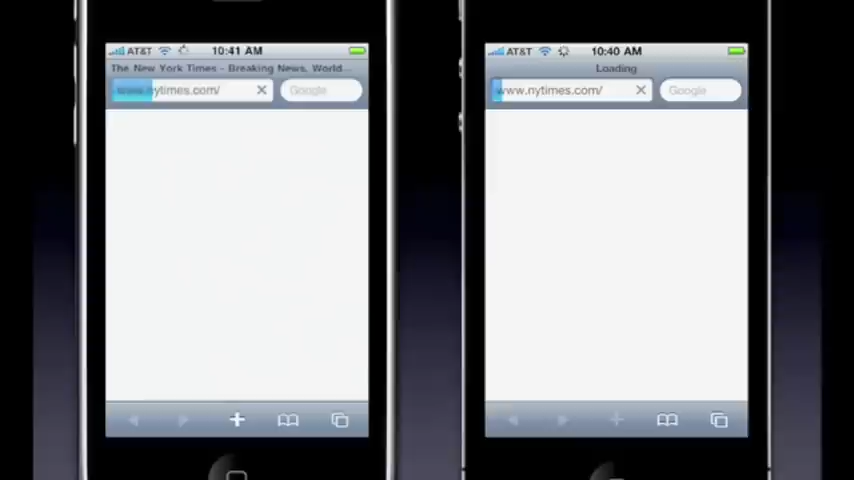 AT&T 10:41 AM
The New York Times - Breaking News, World...
www.nytimes.com/
Google
AT&T 10:40 AM
Loading
www.nytimes.com/
Google